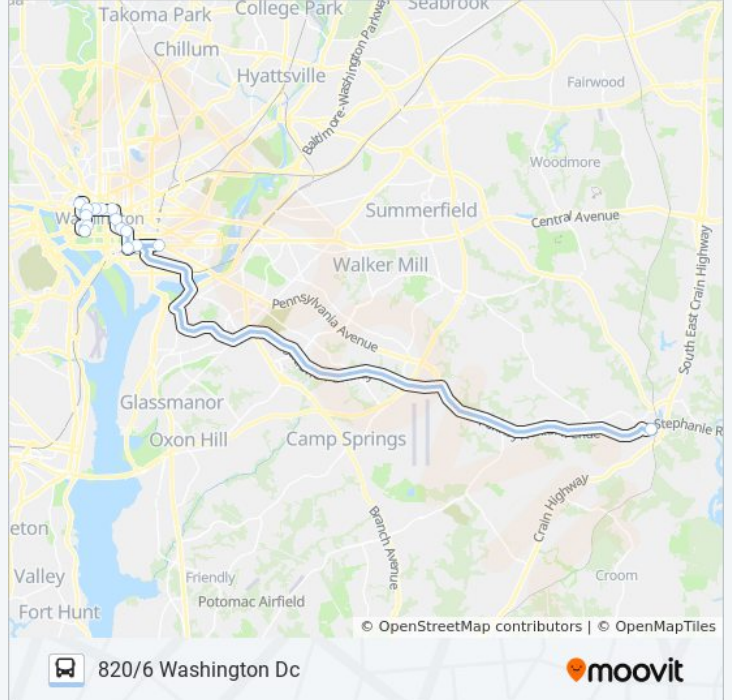 Takoma Park
College Park
Seabrook
Chillum
Hyattsville
Baltimore-Washington Parkway
Fairwood
Woodmore
Summerfield
Central Avenue
Washington
Walker Mill
South East Crain Highway
Pennsylvania Avenue
Glassmanor
Stephanie R
Oxon Hill
Camp Springs
Crain Highway
Branch Avenue
eton
Valley
Friendly
Croom
Potomac Airfield
Fort Hunt
© OpenStreetMap contributors | © OpenMapTiles
820/6 Washington Dc
moovit